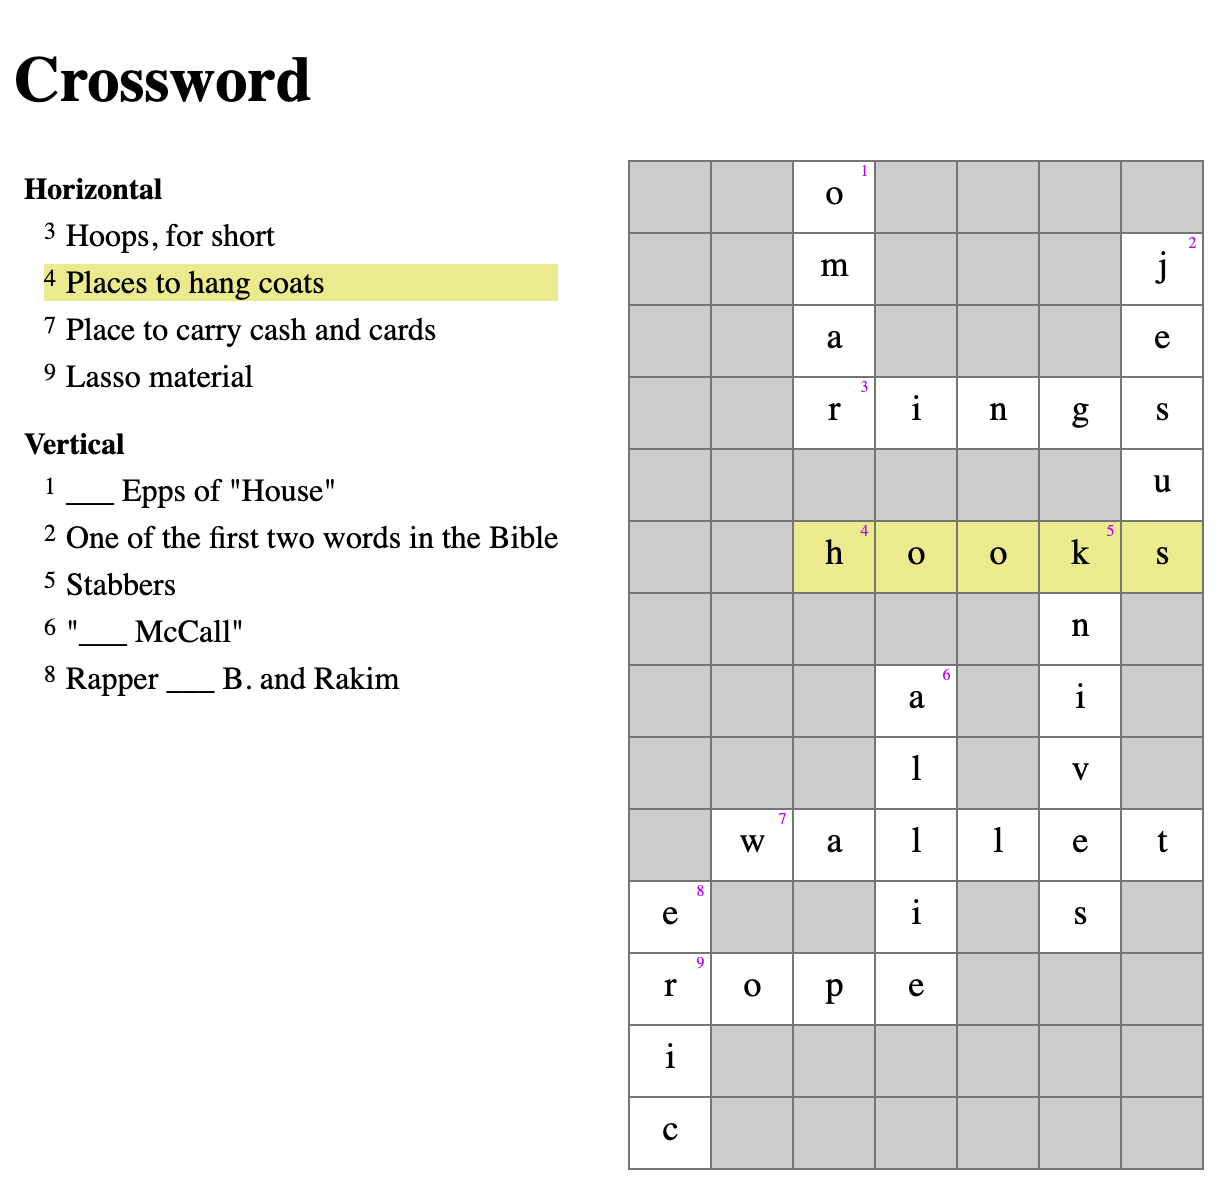 Crossword
Horizontal
3 Hoops, for short
4 Places to hang coats
7 Place to carry cash and cards
9 Lasso material
Vertical
1 ___ Epps of "House"
2 One of the first two words in the Bible
5 Stabbers
6 "___ McCall"
8 Rapper ___ B. and Rakim
o 1
m j 2
a e
r 3 i n g s
u
h 4 o o k 5 s
n
a 6 i
l v
w 7 a l l e t
e 8 i s
r 9 o p e
i
c